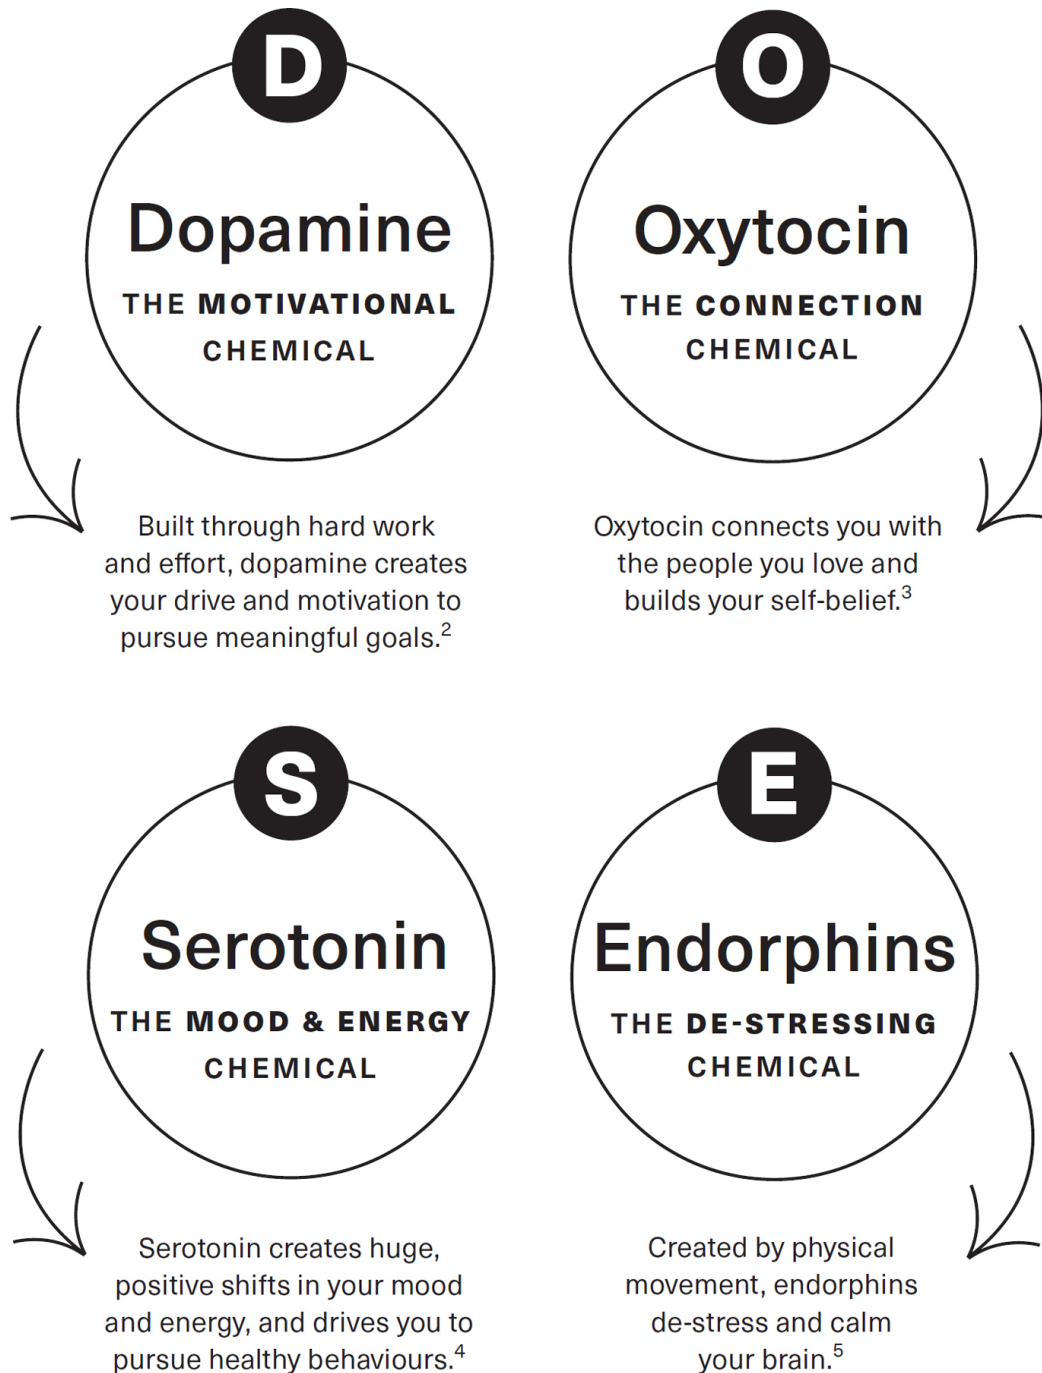 D
Dopamine
THE MOTIVATIONAL
CHEMICAL
Built through hard work
and effort, dopamine creates
your drive and motivation to
pursue meaningful goals.2
O
Oxytocin
THE CONNECTION
CHEMICAL
Oxytocin connects you with
the people you love and
builds your self-belief.3
S
Serotonin
THE MOOD & ENERGY
CHEMICAL
Serotonin creates huge,
positive shifts in your mood
and energy, and drives you to
pursue healthy behaviours.4
E
Endorphins
THE DE-STRESSING
CHEMICAL
Created by physical
movement, endorphins
de-stress and calm
your brain.5